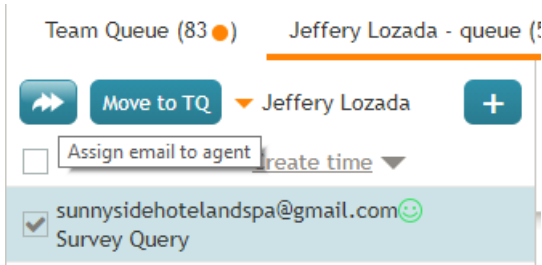 Team Queue (83 ) Jeffery Lozada - queue (5
Move to TQ Jeffery Lozada +
Assign email to agent
reate time
sunnysidehotelandspa@gmail.com
Survey Query